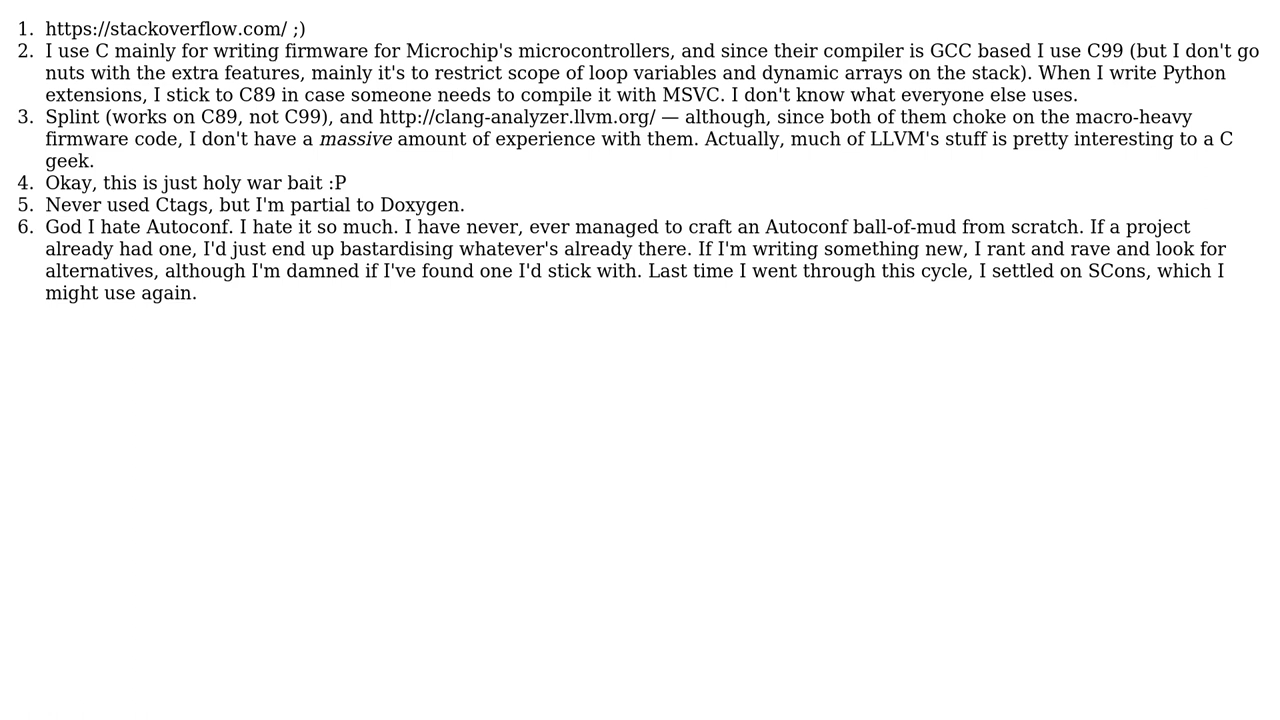 1. https://stackoverflow.com/ ;)
2. I use C mainly for writing firmware for Microchip's microcontrollers, and since their compiler is GCC based I use C99 (but I don't go
nuts with the extra features, mainly it's to restrict scope of loop variables and dynamic arrays on the stack). When I write Python
extensions, I stick to C89 in case someone needs to compile it with MSVC. I don't know what everyone else uses.
3. Splint (works on C89, not C99), and http://clang-analyzer.llvm.org/ — although, since both of them choke on the macro-heavy
firmware code, I don't have a massive amount of experience with them. Actually, much of LLVM's stuff is pretty interesting to a C
geek.
4. Okay, this is just holy war bait :P
5. Never used Ctags, but I'm partial to Doxygen.
6. God I hate Autoconf. I hate it so much. I have never, ever managed to craft an Autoconf ball-of-mud from scratch. If a project
already had one, I'd just end up bastardising whatever's already there. If I'm writing something new, I rant and rave and look for
alternatives, although I'm damned if I've found one I'd stick with. Last time I went through this cycle, I settled on SCons, which I
might use again.